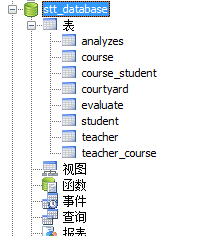 stt_database
表
analyzes
course
course_student
courtyard
evaluate
student
teacher
teacher_course
视图
函数
事件
查询
报表